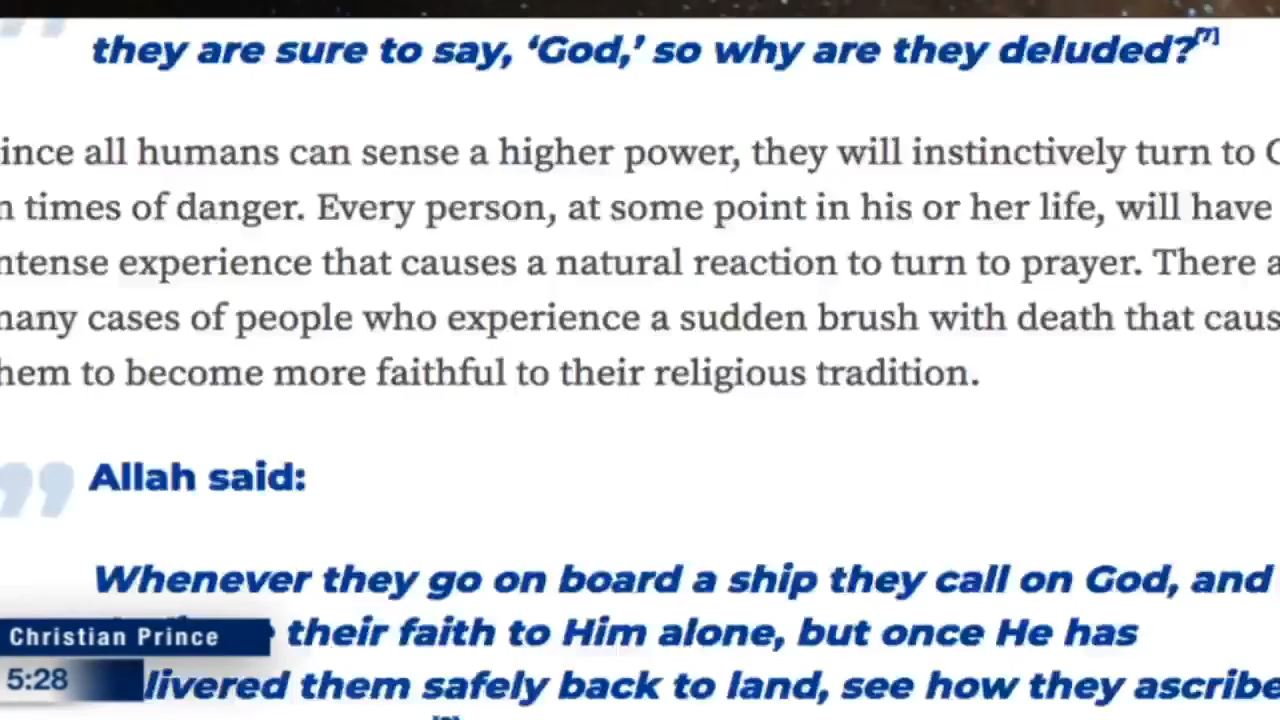 they are sure to say, ‘God,’ so why are they deluded?[7]
ince all humans can sense a higher power, they will instinctively turn to
n times of danger. Every person, at some point in his or her life, will have
ntense experience that causes a natural reaction to turn to prayer. There a
many cases of people who experience a sudden brush with death that caus
hem to become more faithful to their religious tradition.
Allah said:
Whenever they go on board a ship they call on God, and
Christian Prince their faith to Him alone, but once He has
5:28 livered them safely back to land, see how they ascribe